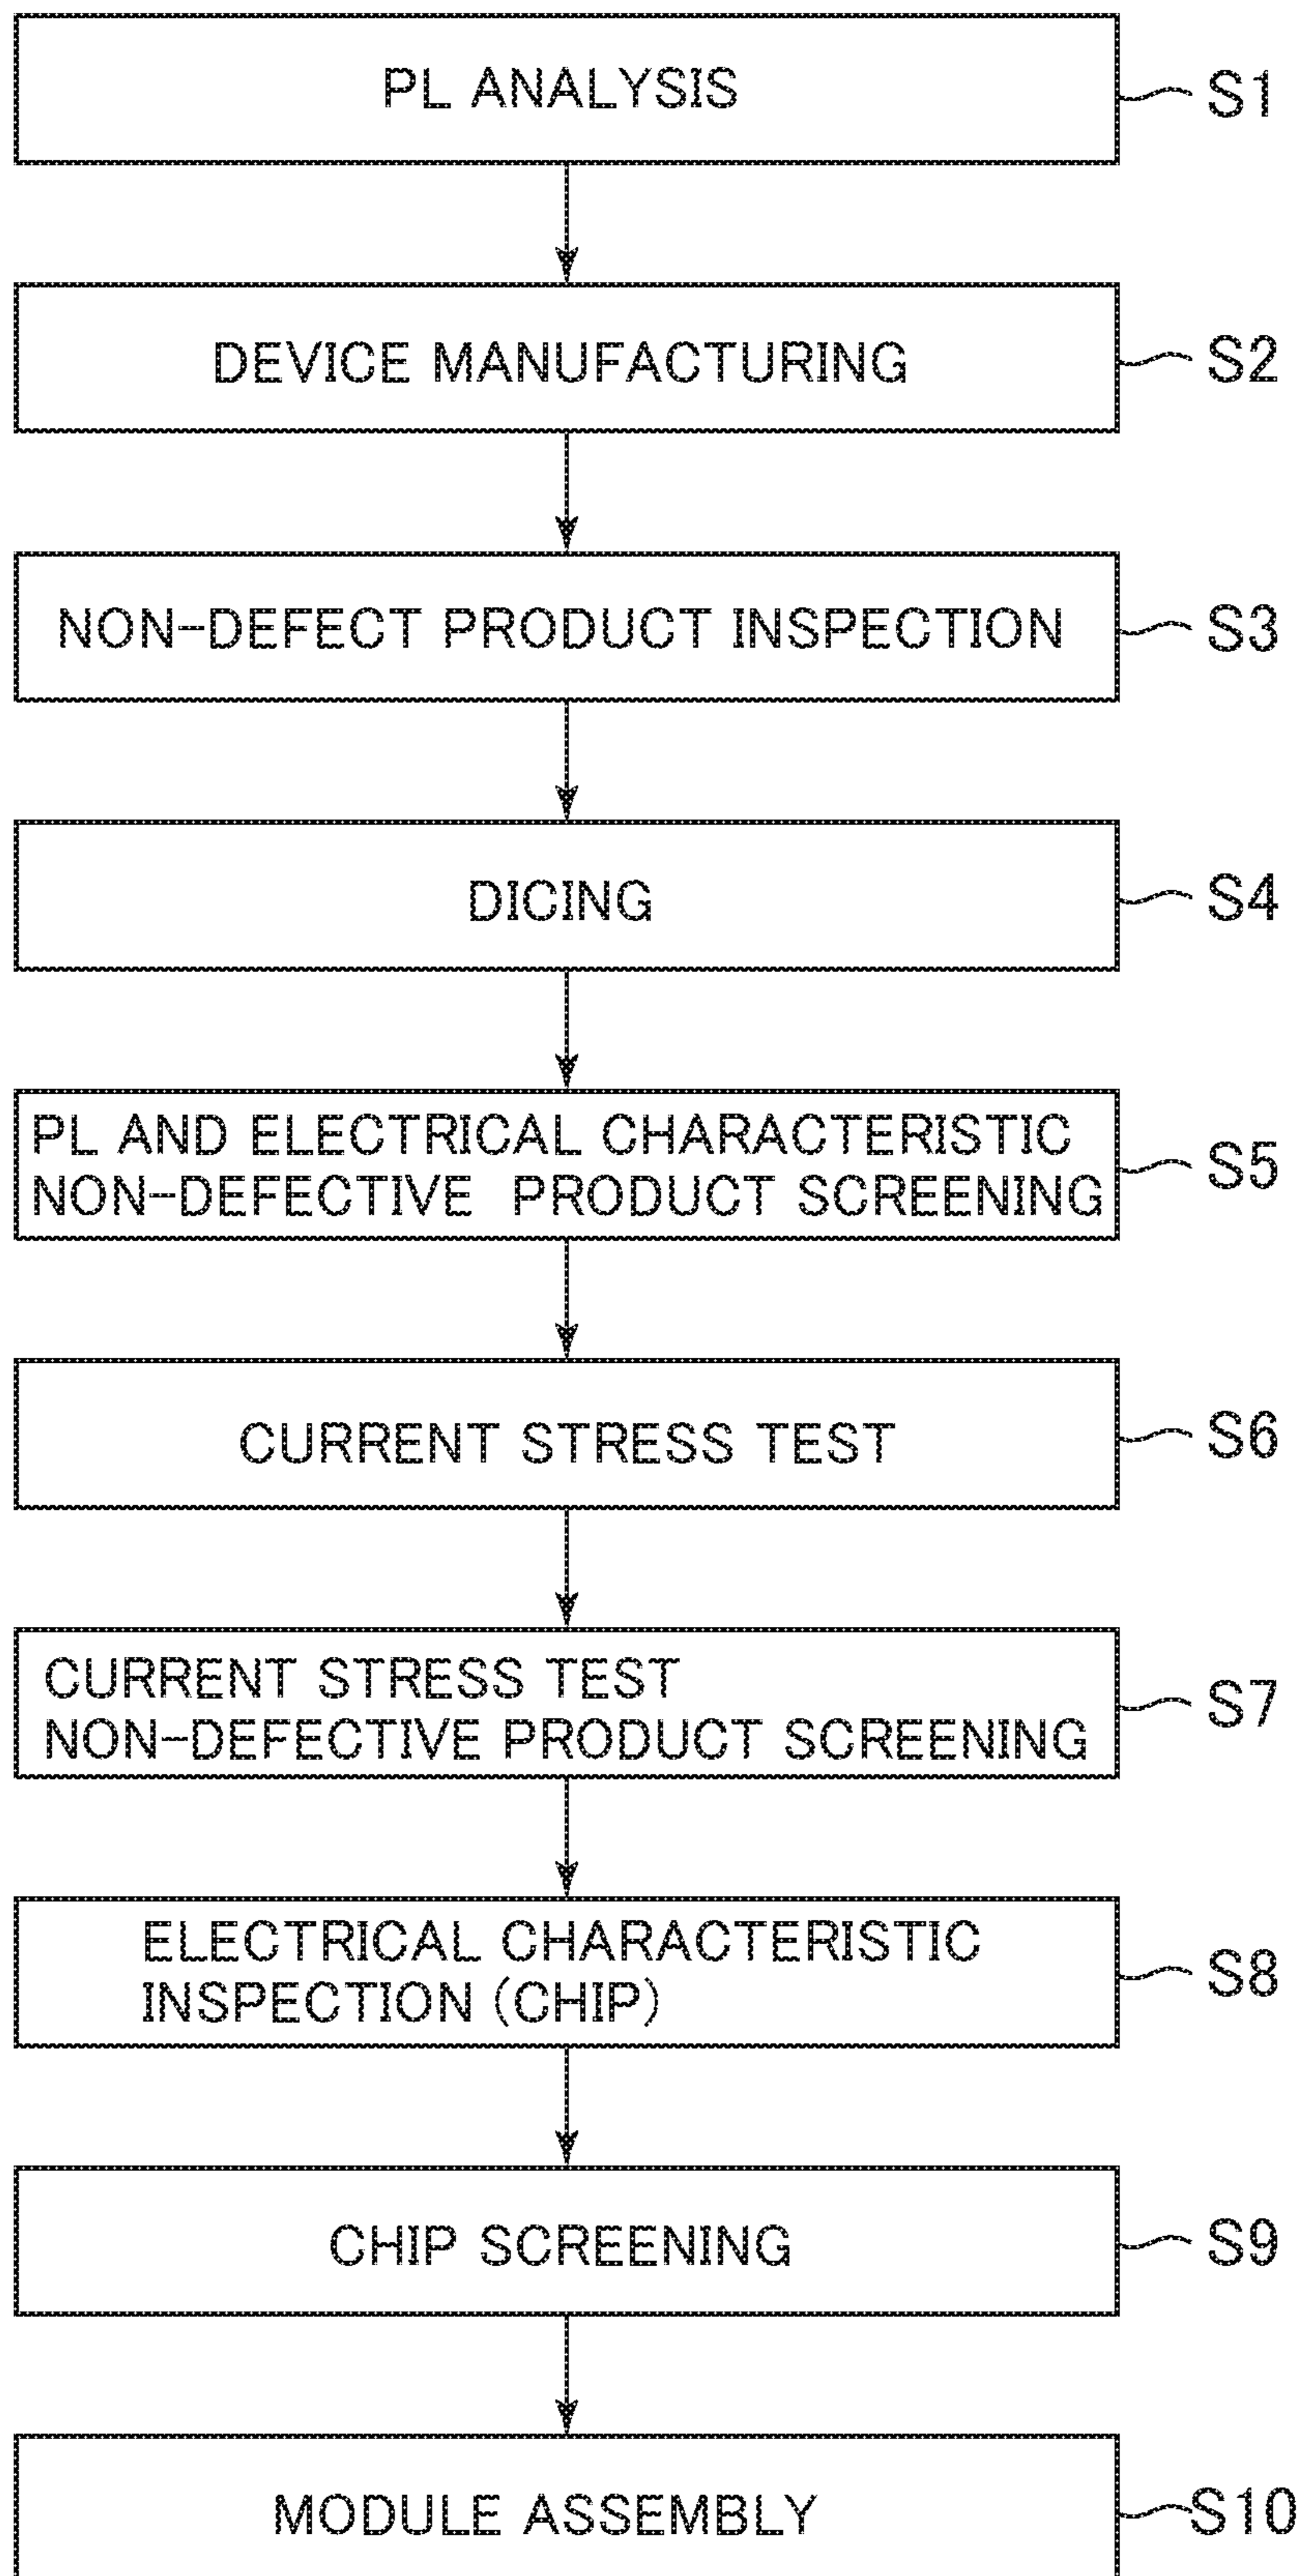 PL ANALYSIS
S1
DEVICE MANUFACTURING
S2
NON-DEFECT PRODUCT INSPECTION
S3
DICING
S4
PL AND ELECTRICAL CHARACTERISTIC
NON-DEFECTIVE PRODUCT SCREENING
S5
CURRENT STRESS TEST
S6
CURRENT STRESS TEST
NON-DEFECTIVE PRODUCT SCREENING
S7
ELECTRICAL CHARACTERISTIC
INSPECTION (CHIP)
S8
CHIP SCREENING
S9
MODULE ASSEMBLY
S10